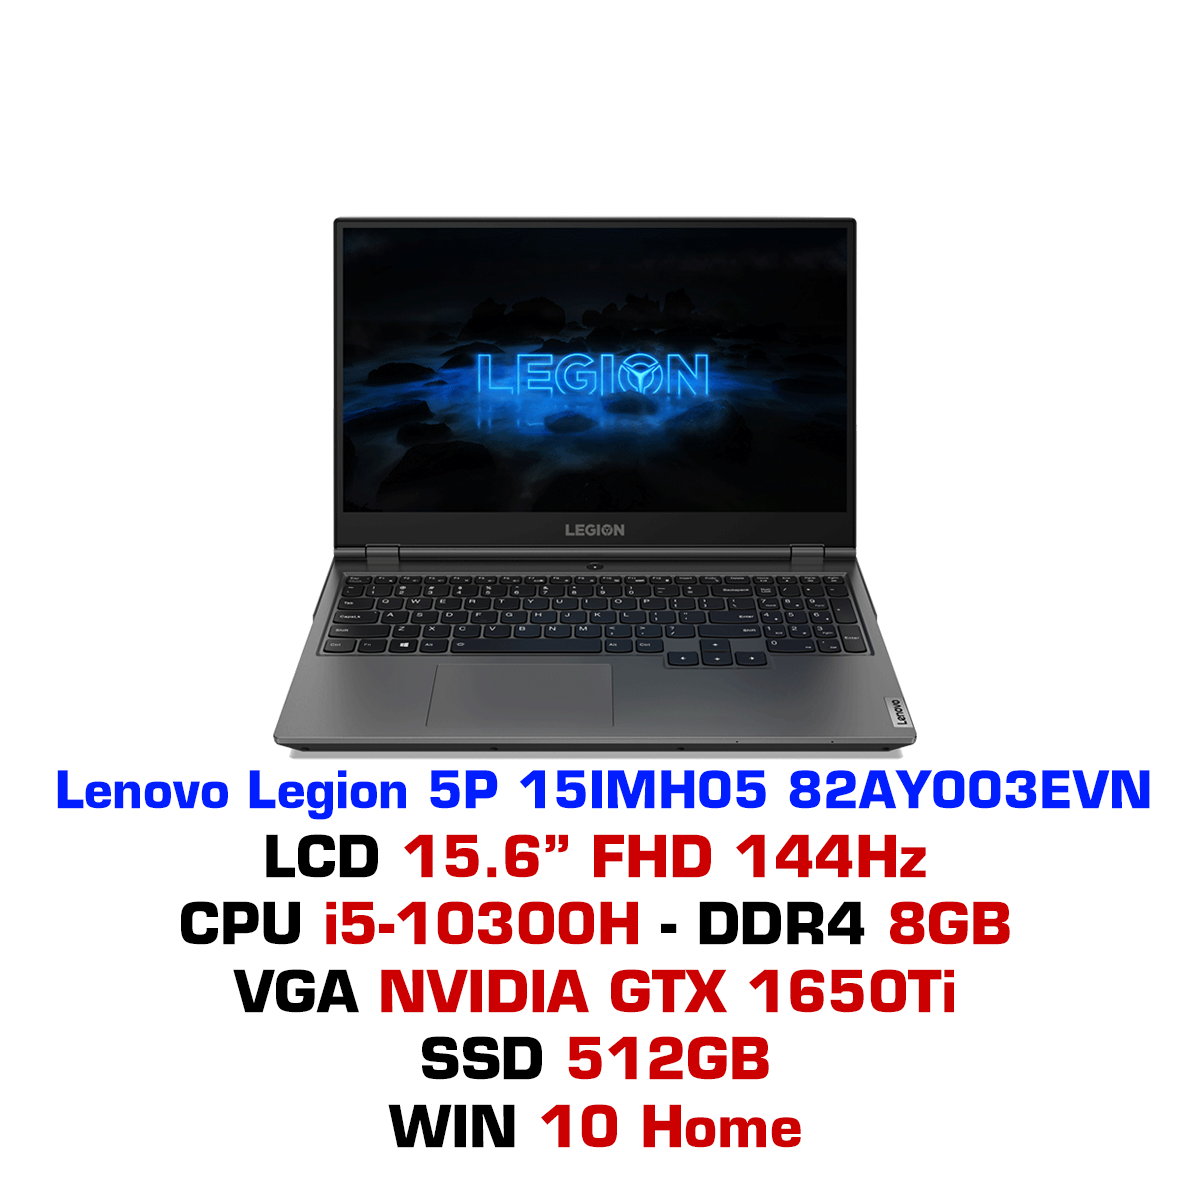 LEGION
LEGION
Lenovo
Lenovo Legion 5P 15IMH05 82AY003EVN
LCD 15.6” FHD 144Hz
CPU i5-10300H - DDR4 8GB
VGA NVIDIA GTX 1650Ti
SSD 512GB
WIN 10 Home